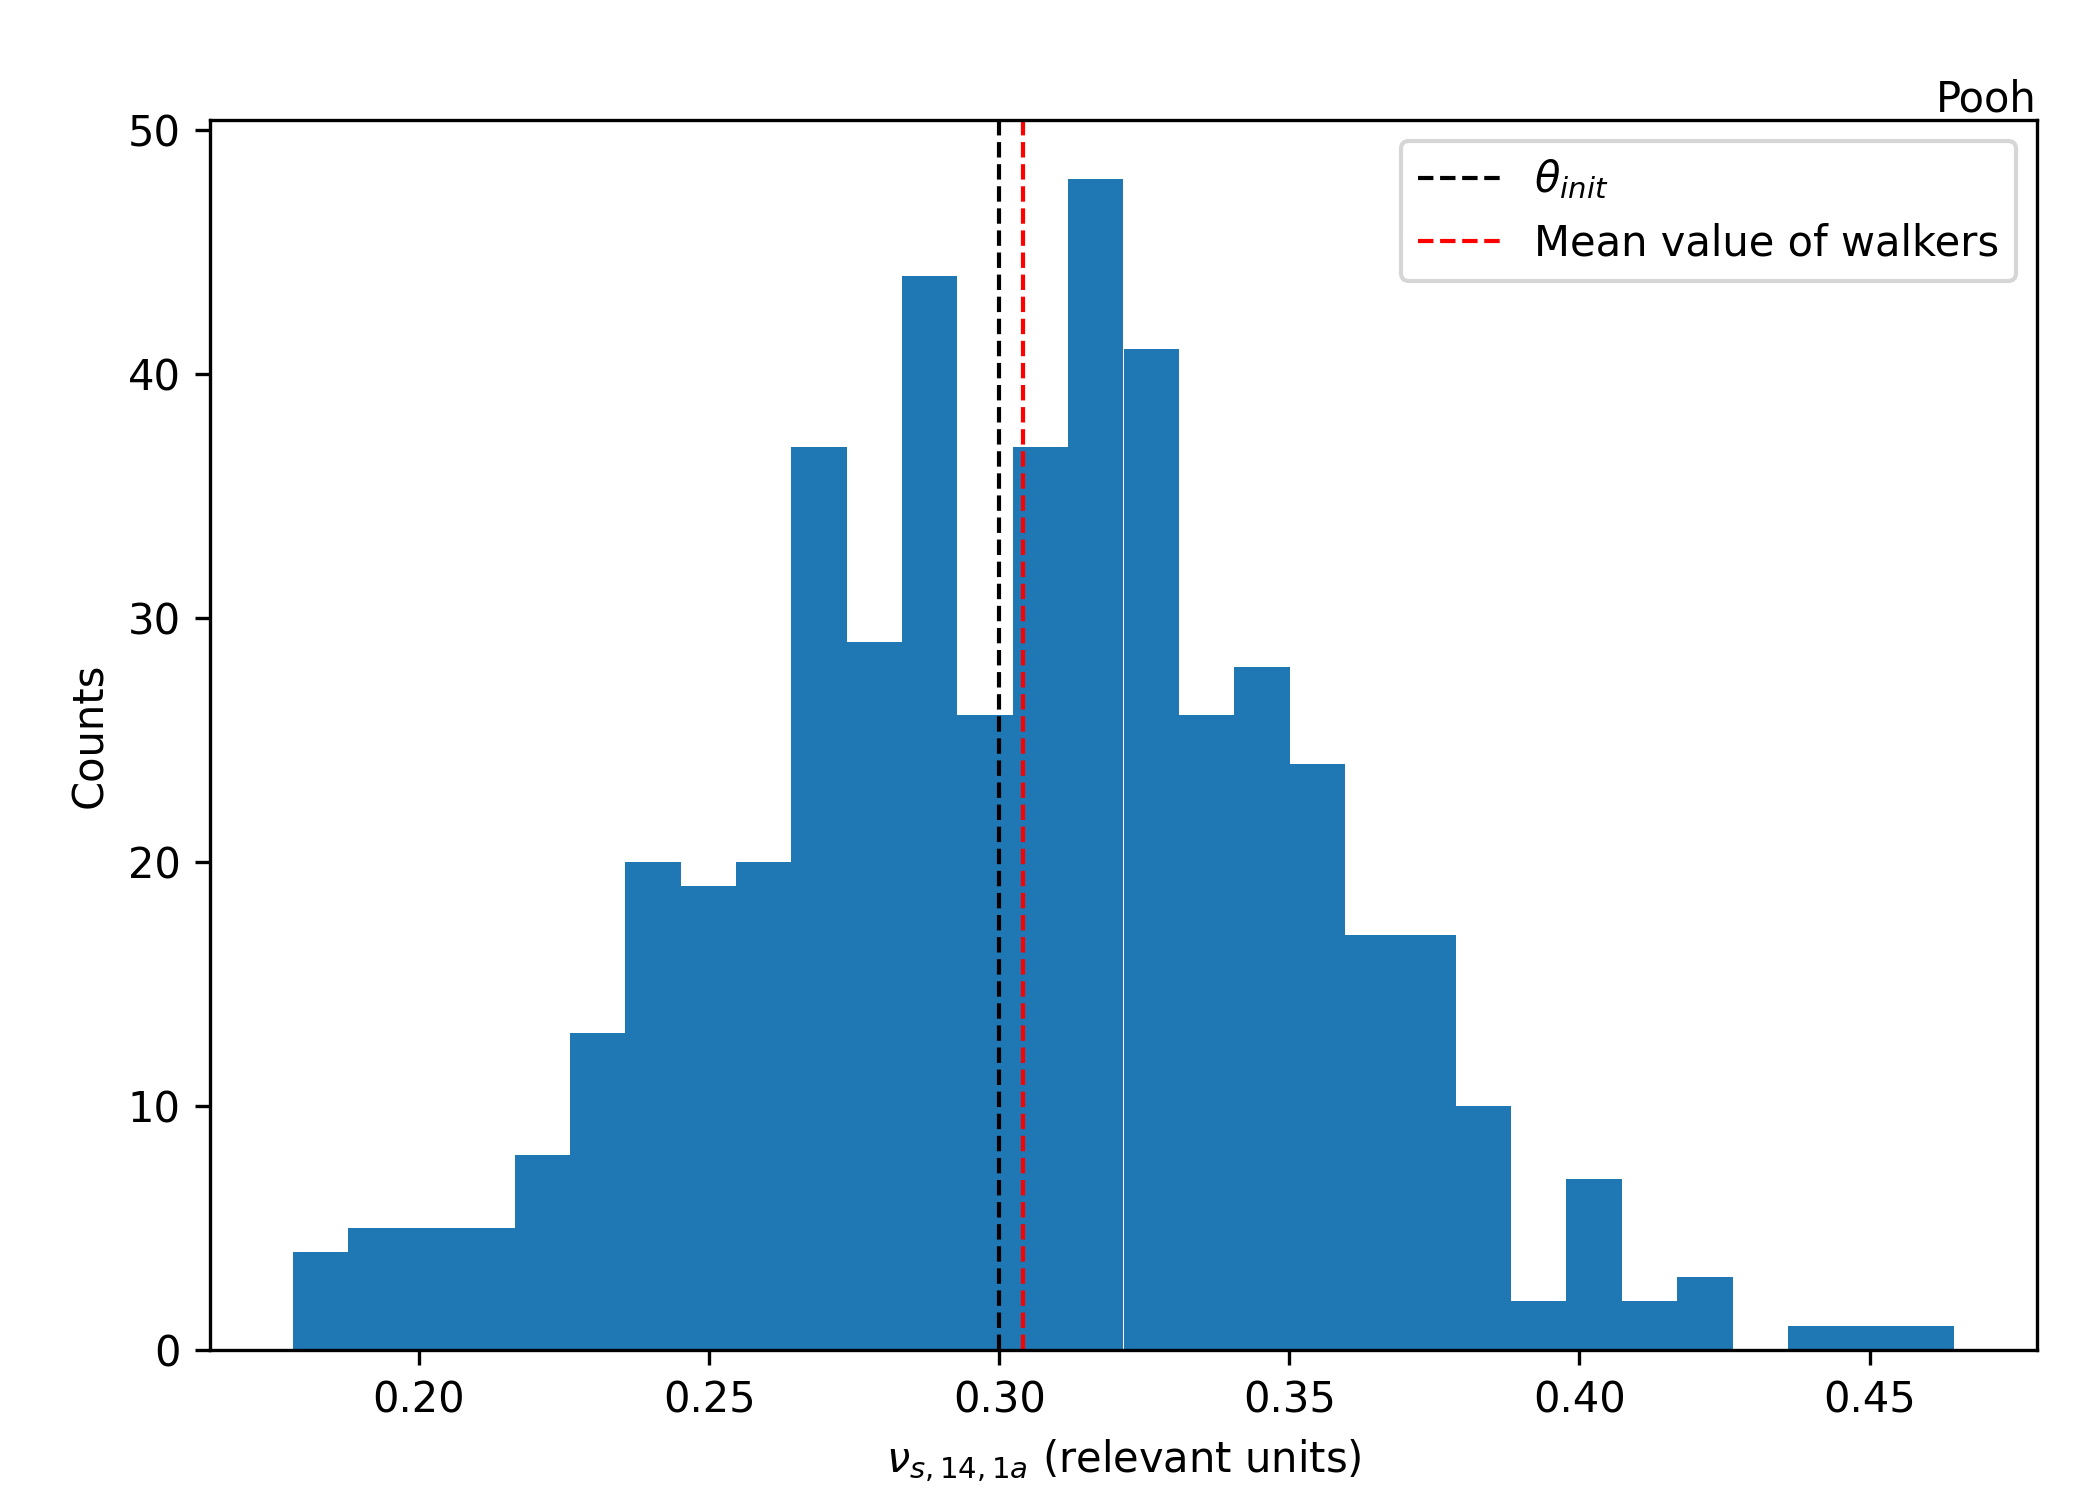 Pooh
50
40
30
20
10
0
Counts
θinit
Mean value of walkers
0.20 0.25 0.30 0.35 0.40 0.45
νs, 14, 1a (relevant units)